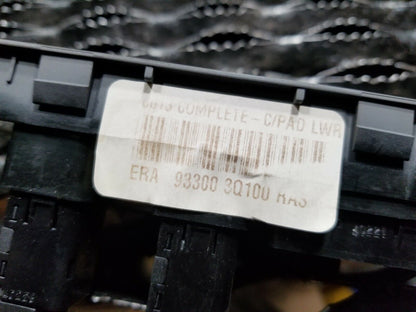 COMPLETE - C/PAD LWR
ERA 93300 3Q100 RAS